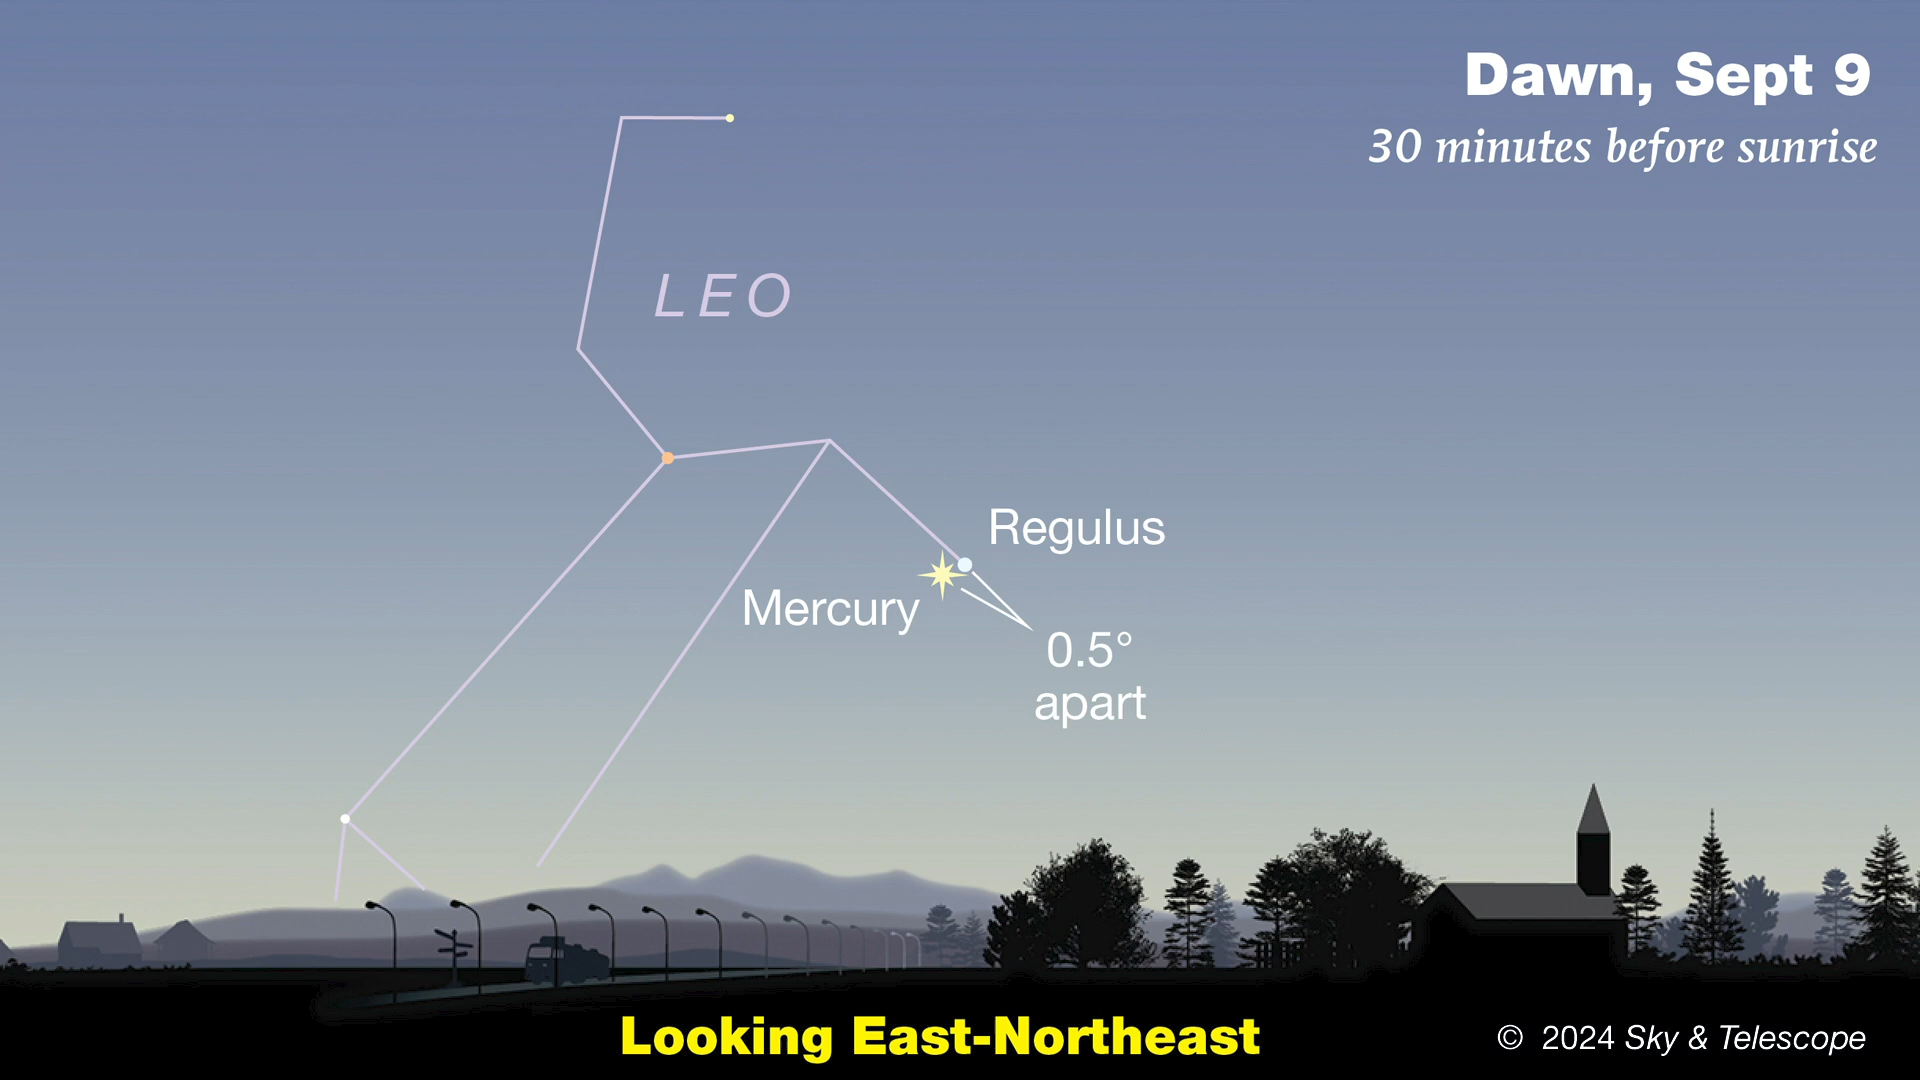 Dawn, Sept 9
30 minutes before sunrise
LEO
Regulus
Mercury
0.5°
apart
Looking East-Northeast
© 2024 Sky & Telescope